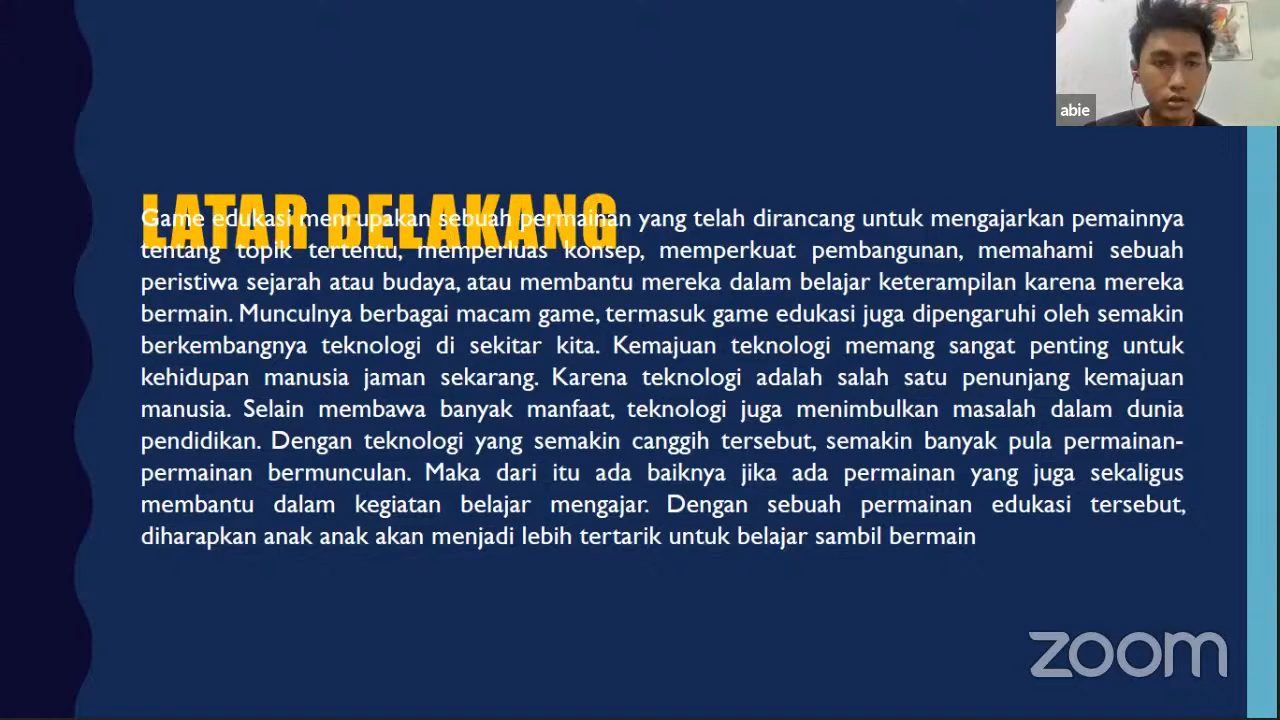 abie
LATAR BELAKANG
Game edukasi menrupakan sebuah permainan yang telah dirancang untuk mengajarkan pemainnya
tentang topik tertentu, memperluas konsep, memperkuat pembangunan, memahami sebuah
peristiwa sejarah atau budaya, atau membantu mereka dalam belajar keterampilan karena mereka
bermain. Munculnya berbagai macam game, termasuk game edukasi juga dipengaruhi oleh semakin
berkembangnya teknologi di sekitar kita. Kemajuan teknologi memang sangat penting untuk
kehidupan manusia jaman sekarang. Karena teknologi adalah salah satu penunjang kemajuan
manusia. Selain membawa banyak manfaat, teknologi juga menimbulkan masalah dalam dunia
pendidikan. Dengan teknologi yang semakin canggih tersebut, semakin banyak pula permainan-
permainan bermunculan. Maka dari itu ada baiknya jika ada permainan yang juga sekaligus
membantu dalam kegiatan belajar mengajar. Dengan sebuah permainan edukasi tersebut,
diharapkan anak anak akan menjadi lebih tertarik untuk belajar sambil bermain
zoom